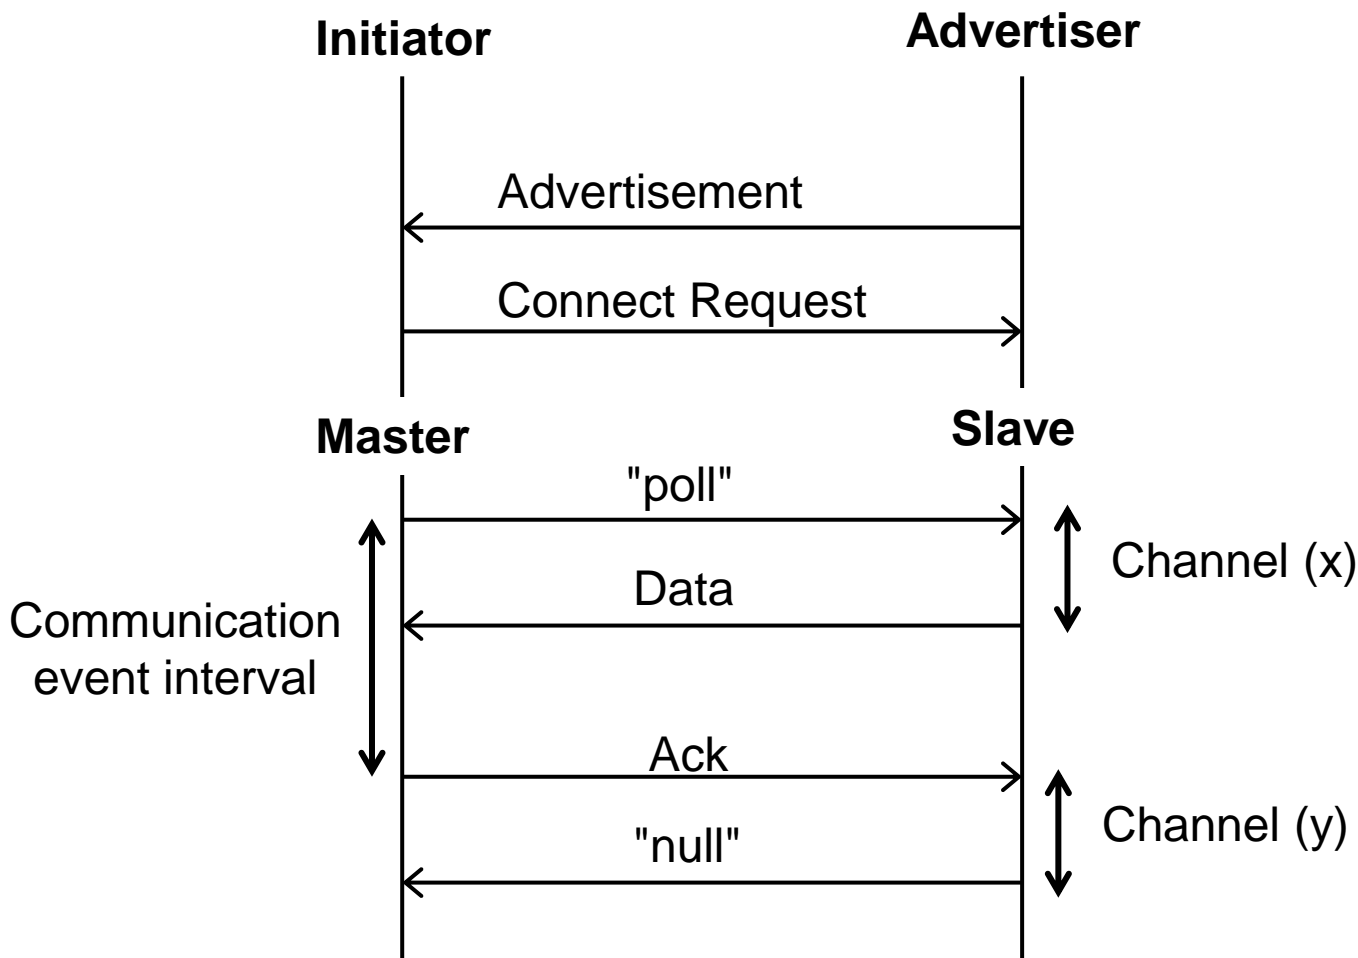 Initiator
Advertiser
Advertisement
Connect Request
Master
Slave
"poll"
Channel (x)
Data
Communication
event interval
Ack
Channel (y)
"null"